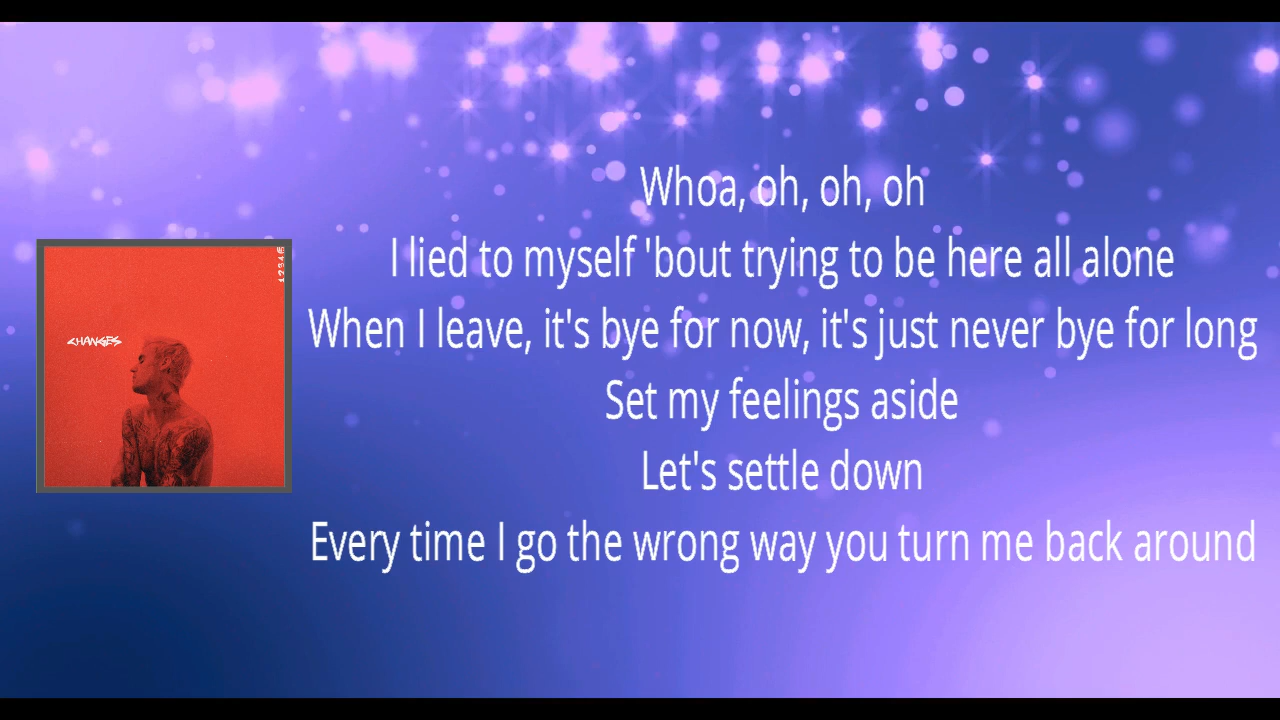 Whoa, oh, oh, oh
I lied to myself 'bout trying to be here all alone
When I leave, it's bye for now, it's just never bye for long
Set my feelings aside
Let's settle down
Every time I go the wrong way you turn me back around
CHANGES